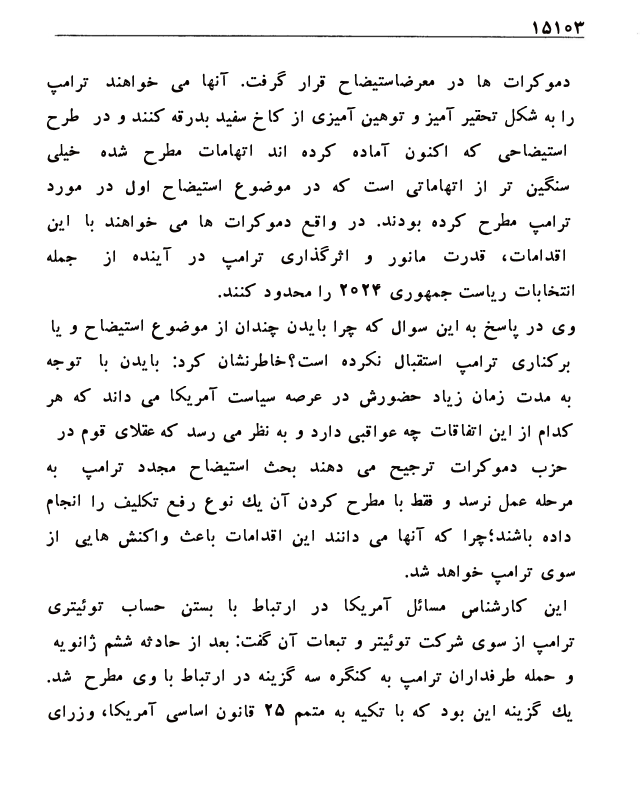 ۱۵۱۰۳
دموکرات ها در معرضاستیضاح قرار گرفت. آنها می خواهند ترامپ
را به شکل تحقیر آمیز و توهین آمیزی از کاخ سفید بدرقه کنند و در طرح
استیضاحی که اکنون آماده کرده اند اتهامات مطرح شده خیلی
سنگین تر از اتهاماتی است که در موضوع استیضاح اول در مورد
ترامپ مطرح کرده بودند. در واقع دموکرات ها می خواهند با این
اقدامات، قدرت مانور و اثرگذاری ترامپ در آینده از جمله
انتخابات ریاست جمهوری ۲۰۲۴ را محدود کنند.
وی در پاسخ به این سوال که چرا بایدن چندان از موضوع استیضاح و یا
برکناری ترامپ استقبال نکرده است؟خاطرنشان کرد: بایدن با توجه
به مدت زمان زیاد حضورش در عرصه سیاست آمریکا می داند که هر
کدام از این اتفاقات چه عواقبی دارد و به نظر می رسد که عقلای قوم در
حزب دموکرات ترجیح می دهند بحث استیضاح مجدد ترامپ به
مرحله عمل نرسد و فقط با مطرح کردن آن یك نوع رفع تکلیف را انجام
داده باشند؛چرا که آنها می دانند این اقدامات باعث واکنش هایی از
سوی ترامپ خواهد شد.
این کارشناس مسائل آمریکا در ارتباط با بستن حساب توئیتری
ترامپ از سوی شرکت توئیتر و تبعات آن گفت: بعد از حادثه ششم ژانویه
و حمله طرفداران ترامپ به کنگره سه گزینه در ارتباط با وی مطرح شد.
یك گزینه این بود که با تکیه به متمم ۲۵ قانون اساسی آمریکا، وزرای